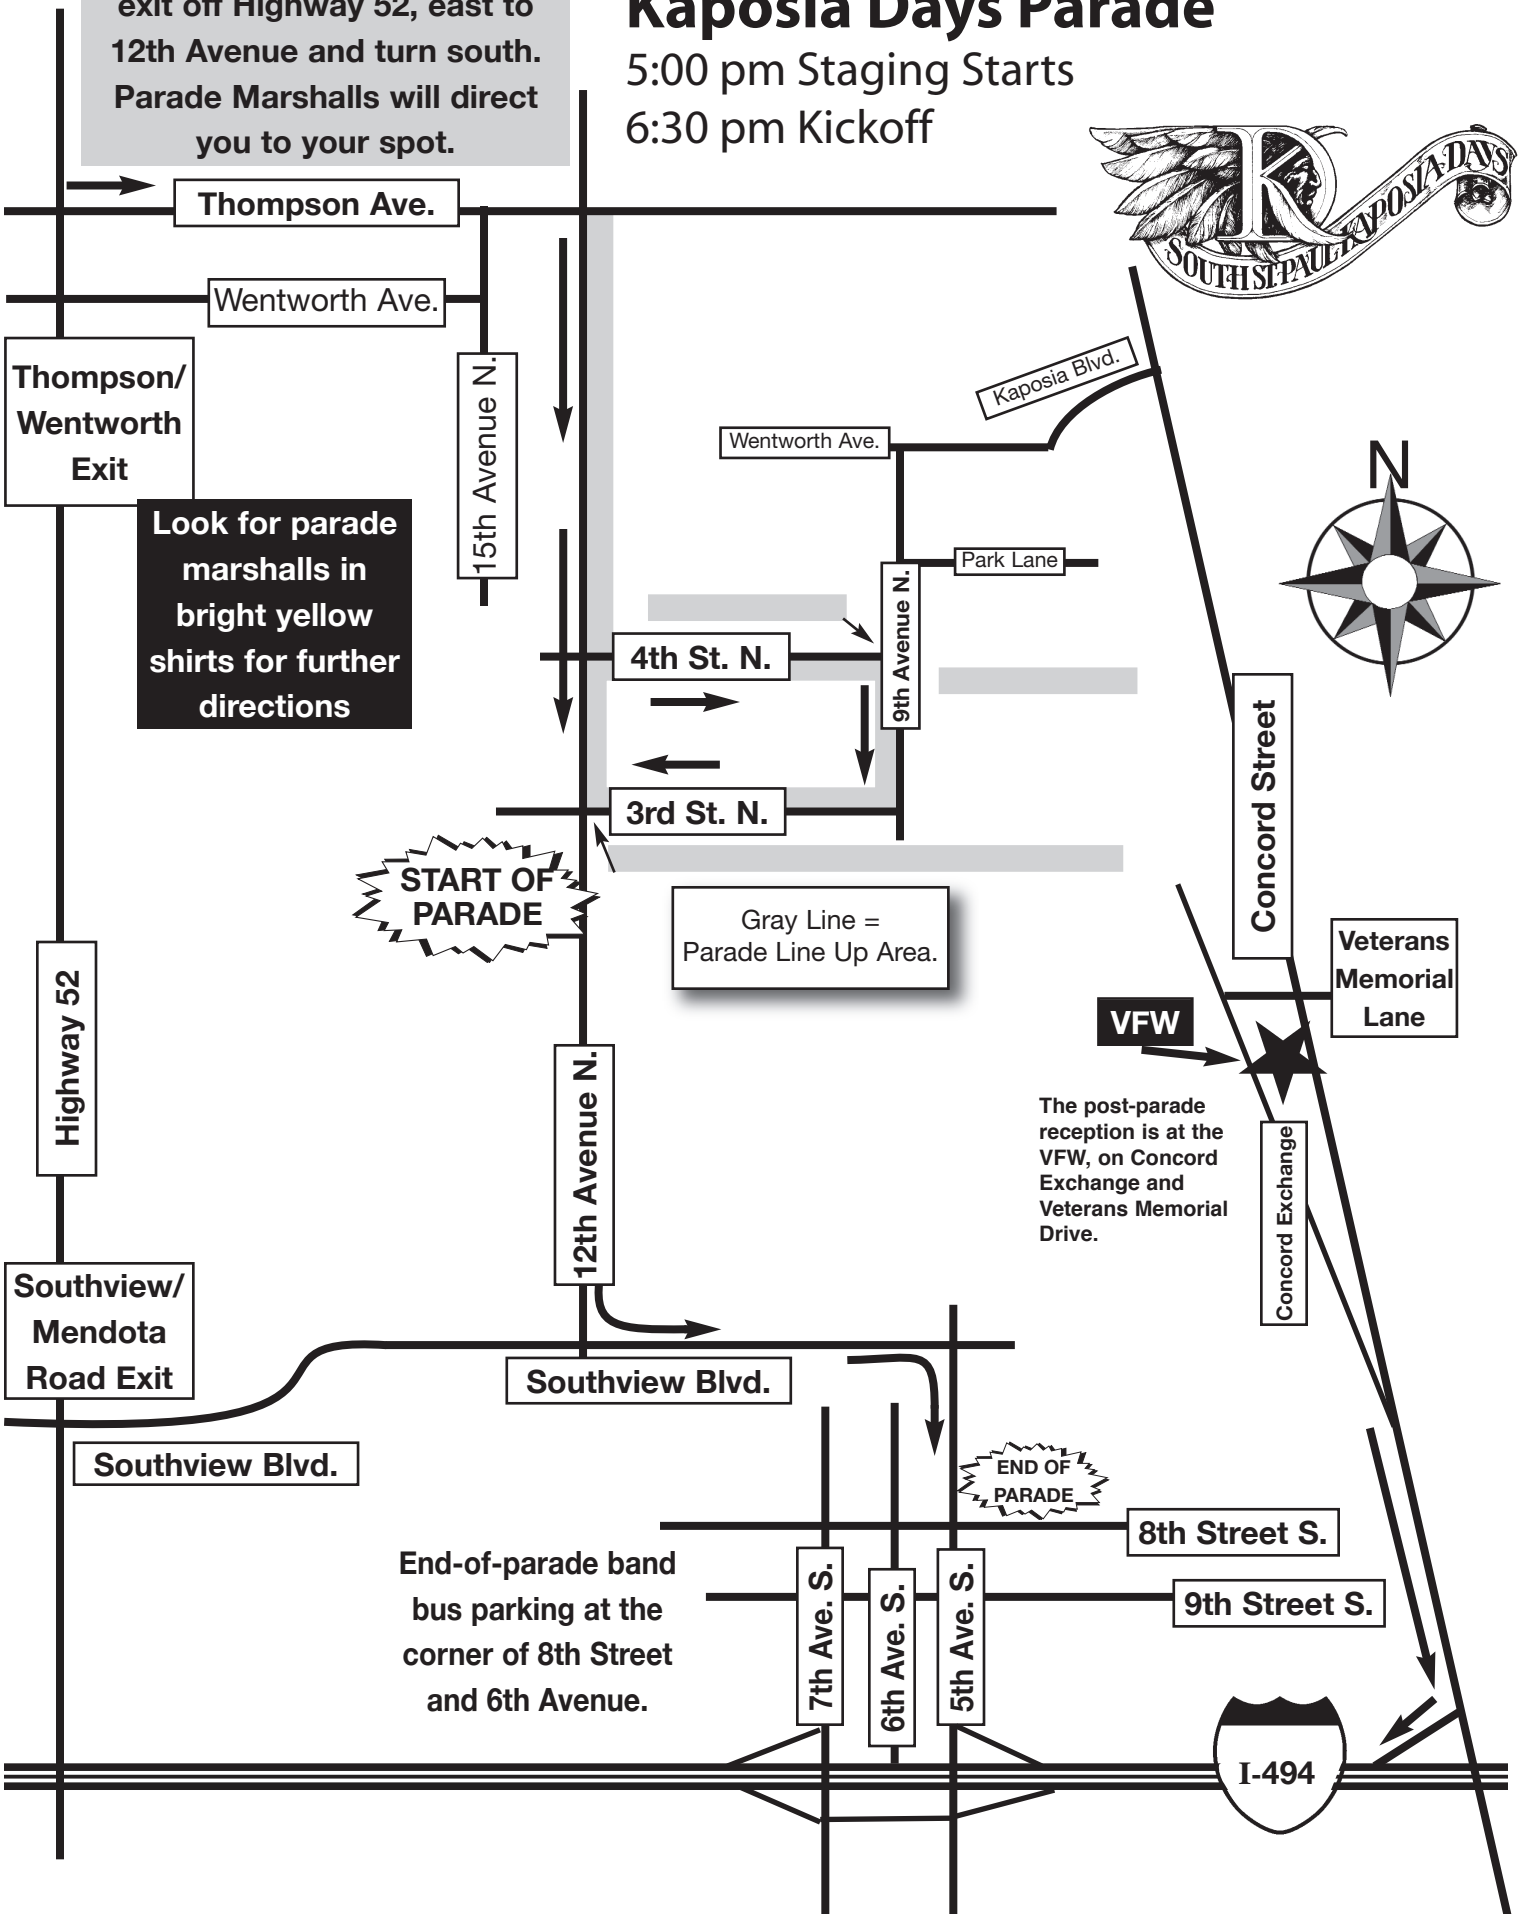 exit off Highway 52, east to
12th Avenue and turn south.
Parade Marshalls will direct
you to your spot.
Kaposia Days Parade
5:00 pm Staging Starts
6:30 pm Kickoff
K
SOUTH ST. PAUL KAPOSIA DAYS
Thompson Ave.
Wentworth Ave.
Thompson/
Wentworth
Exit
15th Avenue N.
Kaposia Blvd.
Wentworth Ave.
N
Look for parade
marshalls in
bright yellow
shirts for further
directions
Park Lane
9th Avenue N.
4th St. N.
3rd St. N.
Concord Street
START OF
PARADE
Gray Line =
Parade Line Up Area.
Veterans
Memorial
Lane
Highway 52
VFW
12th Avenue N.
The post-parade
reception is at the
VFW, on Concord
Exchange and
Veterans Memorial
Drive.
Concord Exchange
Southview/
Mendota
Road Exit
Southview Blvd.
Southview Blvd.
END OF
PARADE
8th Street S.
End-of-parade band
bus parking at the
corner of 8th Street
and 6th Avenue.
7th Ave. S.
6th Ave. S.
5th Ave. S.
9th Street S.
I-494